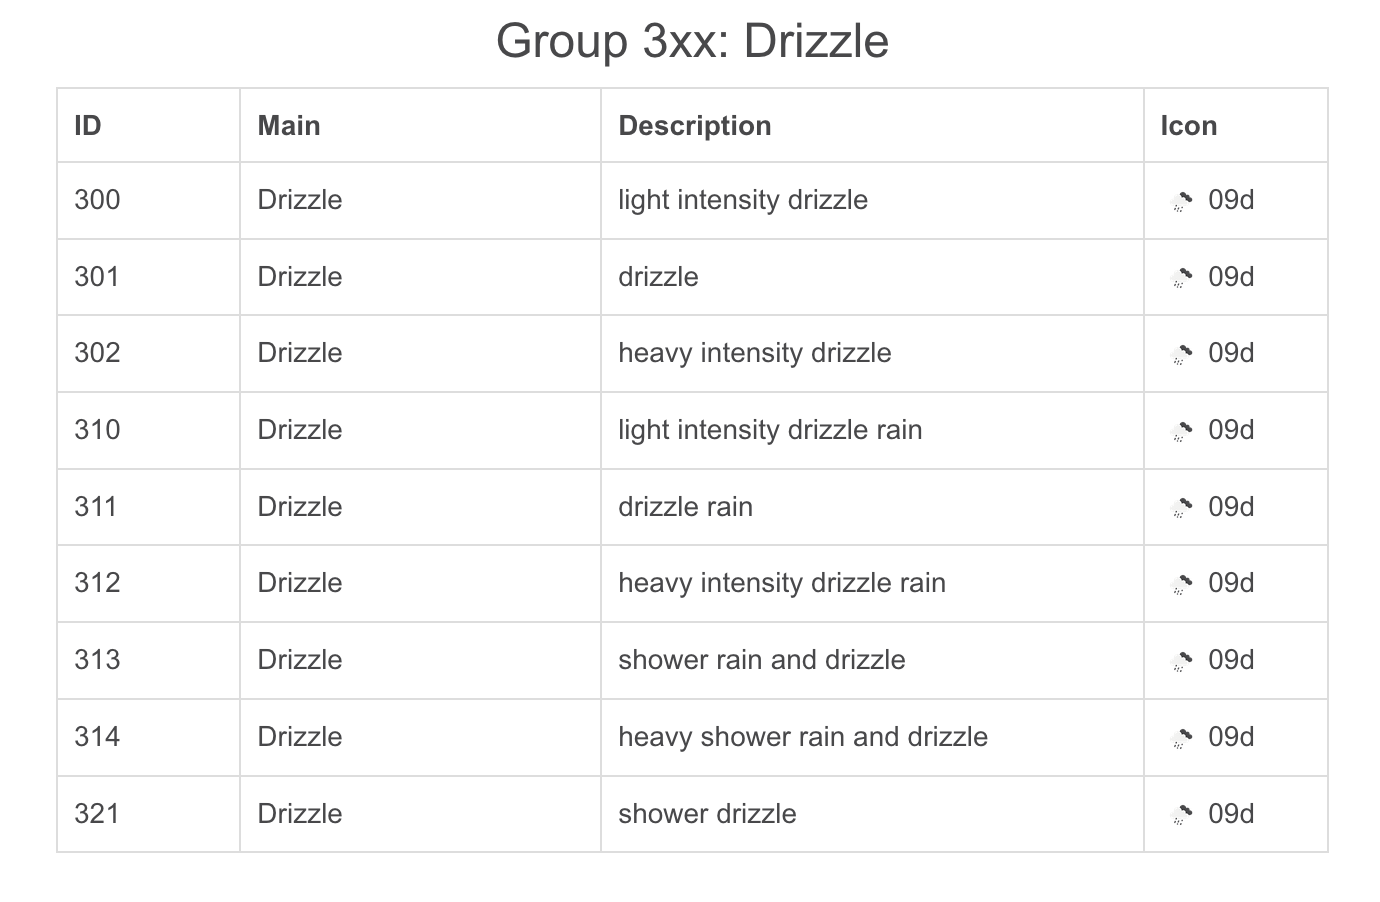 Group 3xx: Drizzle
ID Main Description Icon
300 Drizzle light intensity drizzle 09d
301 Drizzle drizzle 09d
302 Drizzle heavy intensity drizzle 09d
310 Drizzle light intensity drizzle rain 09d
311 Drizzle drizzle rain 09d
312 Drizzle heavy intensity drizzle rain 09d
313 Drizzle shower rain and drizzle 09d
314 Drizzle heavy shower rain and drizzle 09d
321 Drizzle shower drizzle 09d